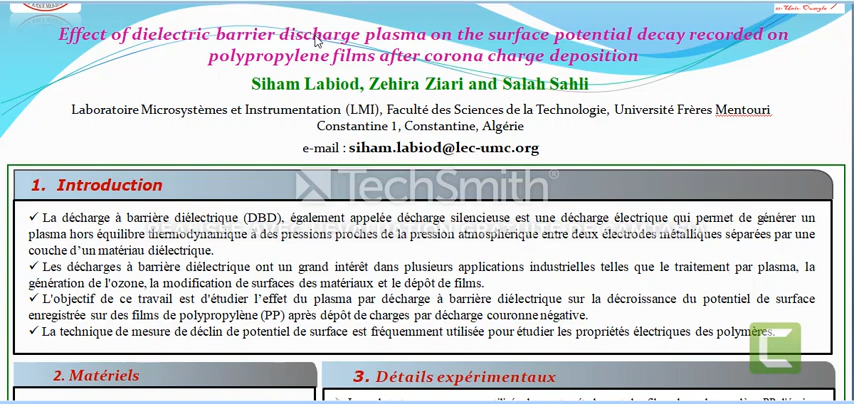 Effect of dielectric barrier discharge plasma on the surface potential decay recorded on
polypropylene films after corona charge deposition
Siham Labiod, Zehira Ziari and Salah Sahli
Laboratoire Microsystèmes et Instrumentation (LMI), Faculté des Sciences de la Technologie, Université Frères Mentouri
Constantine 1, Constantine, Algérie
e-mail : siham.labiod@lec-umc.org
1. Introduction
TechSmith®
✓ La décharge à barrière diélectrique (DBD), également appelée décharge silencieuse est une décharge électrique qui permet de générer un
plasma hors équilibre thermodynamique à des pressions proches de la pression atmosphérique entre deux électrodes métalliques séparées par une
couche d'un matériau diélectrique.
✓ Les décharges à barrière diélectrique ont un grand intérêt dans plusieurs applications industrielles telles que le traitement par plasma, la
génération de l'ozone, la modification de surfaces des matériaux et le dépôt de films.
✓ L'objectif de ce travail est d'étudier l'effet du plasma par décharge à barrière diélectrique sur la décroissance du potentiel de surface
enregistrée sur des films de polypropylène (PP) après dépôt de charges par décharge couronne négative.
✓ La technique de mesure de déclin de potentiel de surface est fréquemment utilisée pour étudier les propriétés électriques des polymères.
C
2. Matériels
3. Détails expérimentaux